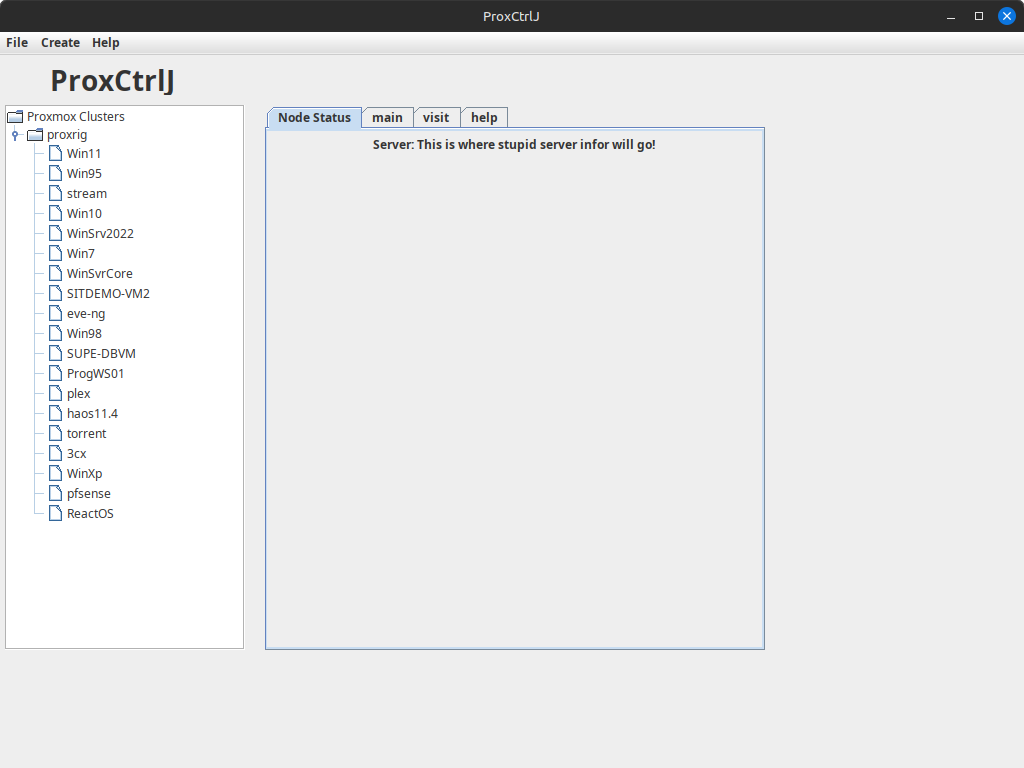 ProxCtrlJ
File Create Help
ProxCtrlJ
Proxmox Clusters
proxrig
Win11
Win95
stream
Win10
WinSrv2022
Win7
WinSvrCore
SITDEMO-VM2
eve-ng
Win98
SUPE-DBVM
ProgWS01
plex
haos11.4
torrent
3cx
WinXp
pfsense
ReactOS
Node Status main visit help
Server: This is where stupid server infor will go!